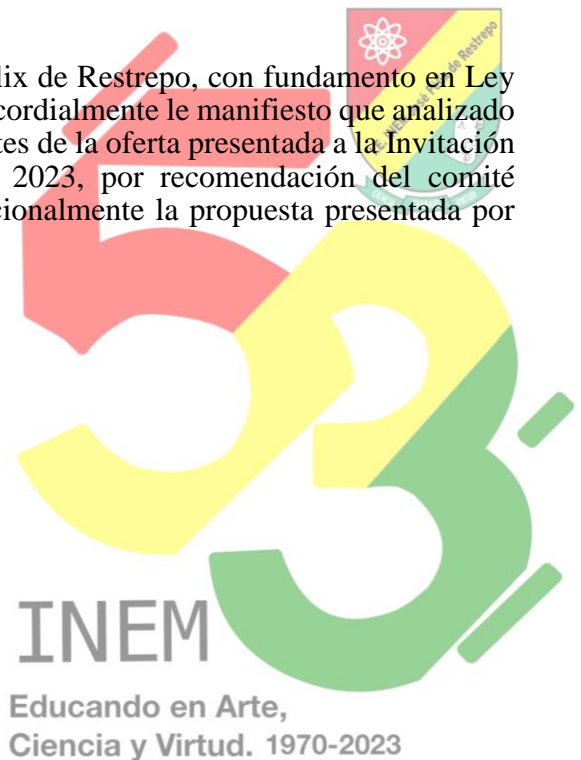 lix de Restrepo, con fundamento en Ley
cordialmente le manifiesto que analizado
tes de la oferta presentada a la Invitación
2023, por recomendación del comité
cionalmente la propuesta presentada por
53
INEM
Educando en Arte,
Ciencia y Virtud. 1970-2023